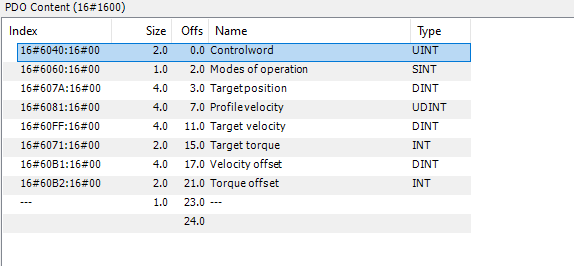 PDO Content (16#1600)
Index Size Offs Name Type
16#6040:16#00 2.0 0.0 Controlword UINT
16#6060:16#00 1.0 2.0 Modes of operation SINT
16#607A:16#00 4.0 3.0 Target position DINT
16#6081:16#00 4.0 7.0 Profile velocity UDINT
16#60FF:16#00 4.0 11.0 Target velocity DINT
16#6071:16#00 2.0 15.0 Target torque INT
16#60B1:16#00 4.0 17.0 Velocity offset DINT
16#60B2:16#00 2.0 21.0 Torque offset INT
--- 1.0 23.0 ---
24.0